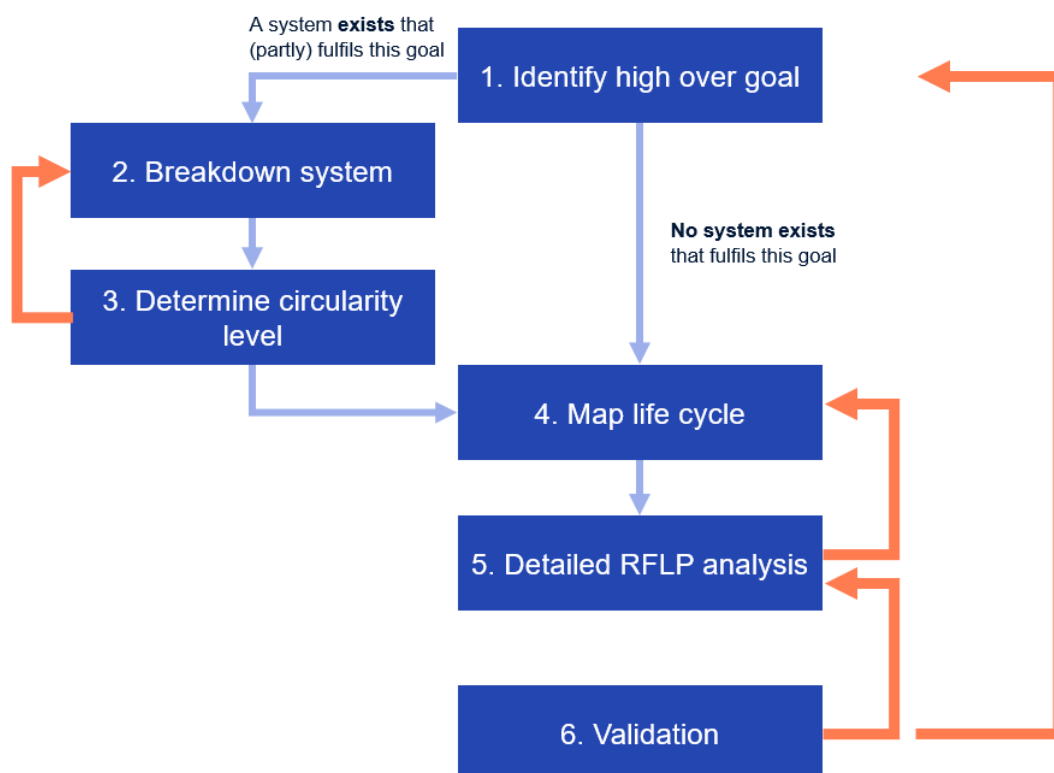 A system exists that
(partly) fulfils this goal
1. Identify high over goal
2. Breakdown system
No system exists
that fulfils this goal
3. Determine circularity
level
4. Map life cycle
5. Detailed RFLP analysis
6. Validation